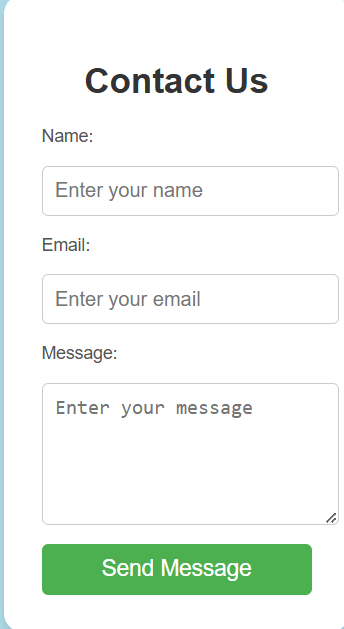 Contact Us
Name:
Enter your name
Email:
Enter your email
Message:
Enter your message
Send Message